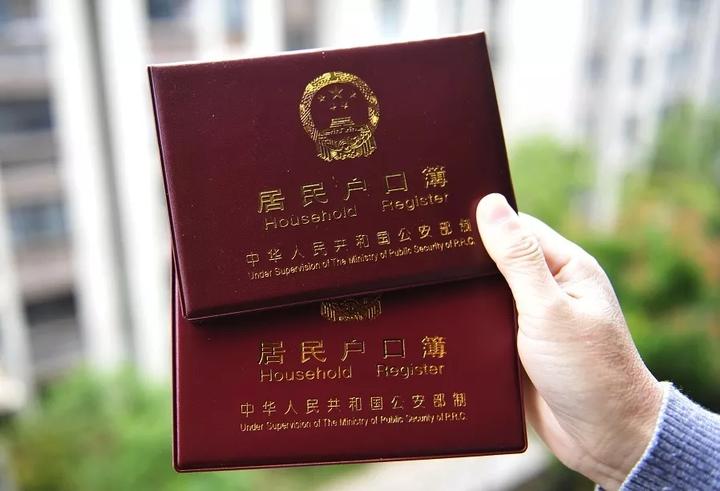 居民户口簿
Household Register
中华人民共和国公安部制
Under Supervision of The Ministry of Public Security of P.R.C.
居民户口簿
Household Register
中华人民共和国公安部制
Under Supervision of The Ministry of Public Security of P.R.C.